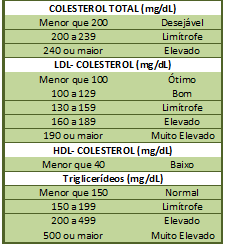 COLESTEROL TOTAL (mg/dL)
Menor que 200 Desejável
200 a 239 Limítrofe
240 ou maior Elevado
LDL- COLESTEROL (mg/dL)
Menor que 100 Ótimo
100 a 129 Bom
130 a 159 Limítrofe
160 a 189 Elevado
190 ou maior Muito Elevado
HDL- COLESTEROL (mg/dL)
Menor que 40 Baixo
Triglicerídeos (mg/dL)
Menor que 150 Normal
150 a 199 Limítrofe
200 a 499 Elevado
500 ou maior Muito Elevado